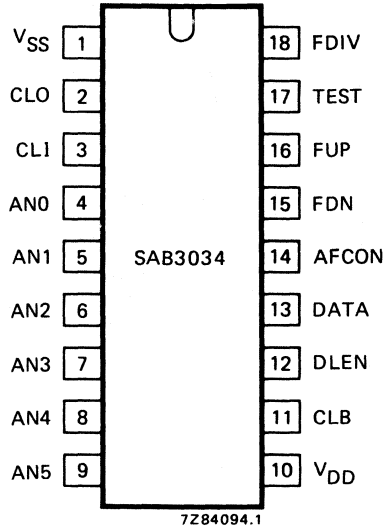 VSS 1 18 FDIV
CLO 2 17 TEST
CLI 3 16 FUP
AN0 4 15 FDN
AN1 5 SAB3034 14 AFCON
AN2 6 13 DATA
AN3 7 12 DLEN
AN4 8 11 CLB
AN5 9 10 VDD
7Z84094.1